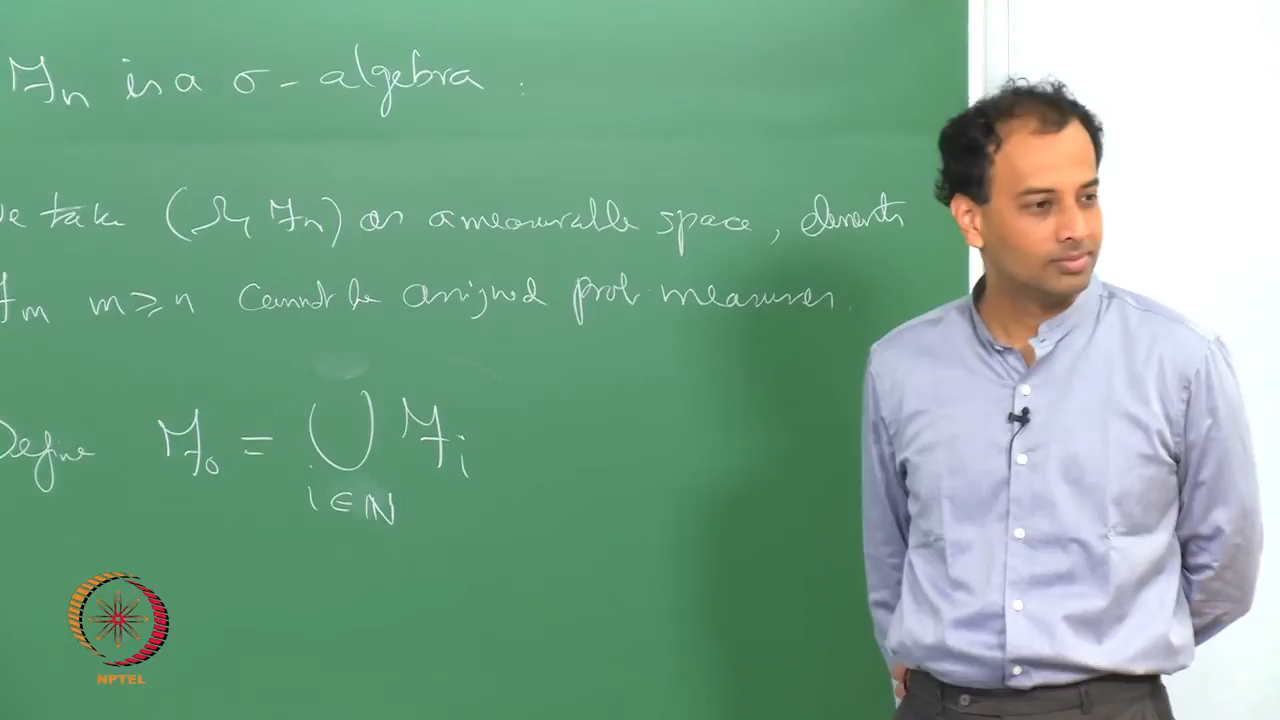 ℱₙ is a σ - algebra :
take (Ω, ℱₙ) as a measurable space, elements
ℱₘ m ≥ n cannot be assigned prob. measures.
Define ℱ₀ = ⋃ ℱᵢ
i ∈ ℕ
NPTEL